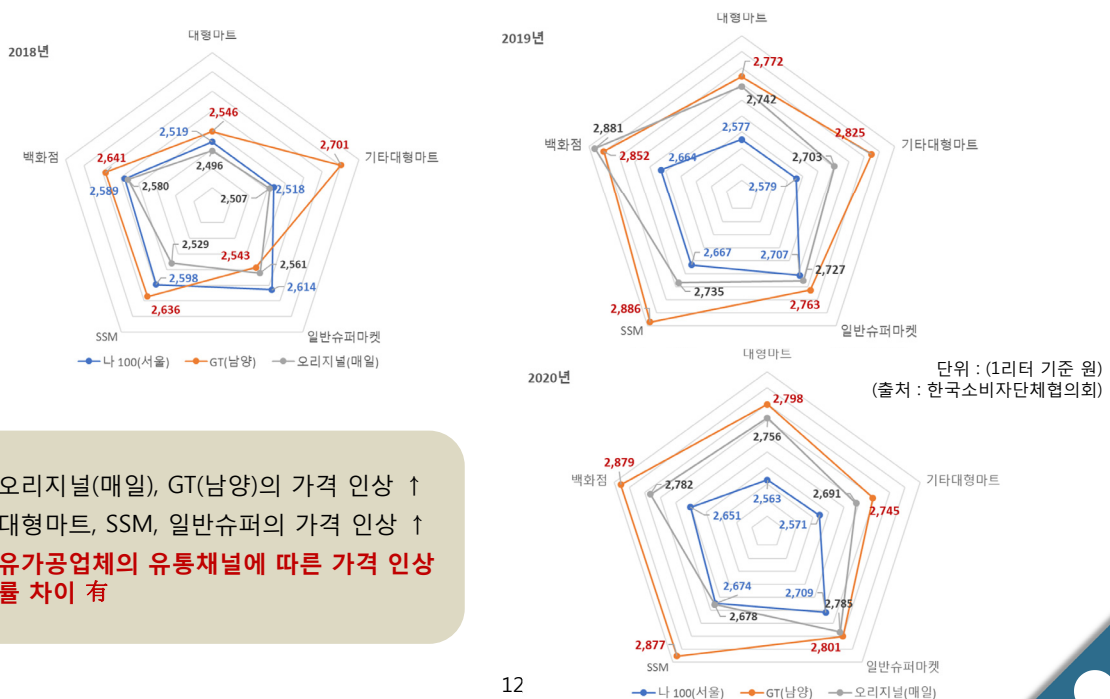 2018년
대형마트
2,546
2,519
2,496
2,701
기타대형마트
백화점
2,641
2,589
2,580
2,518
2,507
2,529
2,543
2,561
2,598
2,614
2,636
SSM
일반슈퍼마켓
나 100(서울) GT(남양) 오리지널(매일)
2019년
대형마트
2,772
2,742
2,577
2,881
백화점
2,852
2,664
2,825
기타대형마트
2,703
2,579
2,667
2,707
2,727
2,735
2,763
2,886
SSM
일반슈퍼마켓
단위 : (1리터 기준 원)
(출처 : 한국소비자단체협의회)
2020년
대형마트
2,798
2,756
2,879
백화점
2,782
2,691
기타대형마트
2,745
2,563
2,651
2,571
2,674
2,709
2,785
2,678
2,877
2,801
SSM
일반슈퍼마켓
나 100(서울) GT(남양) 오리지널(매일)
오리지널(매일), GT(남양)의 가격 인상 ↑
대형마트, SSM, 일반슈퍼의 가격 인상 ↑
유가공업체의 유통채널에 따른 가격 인상
률 차이 有
12